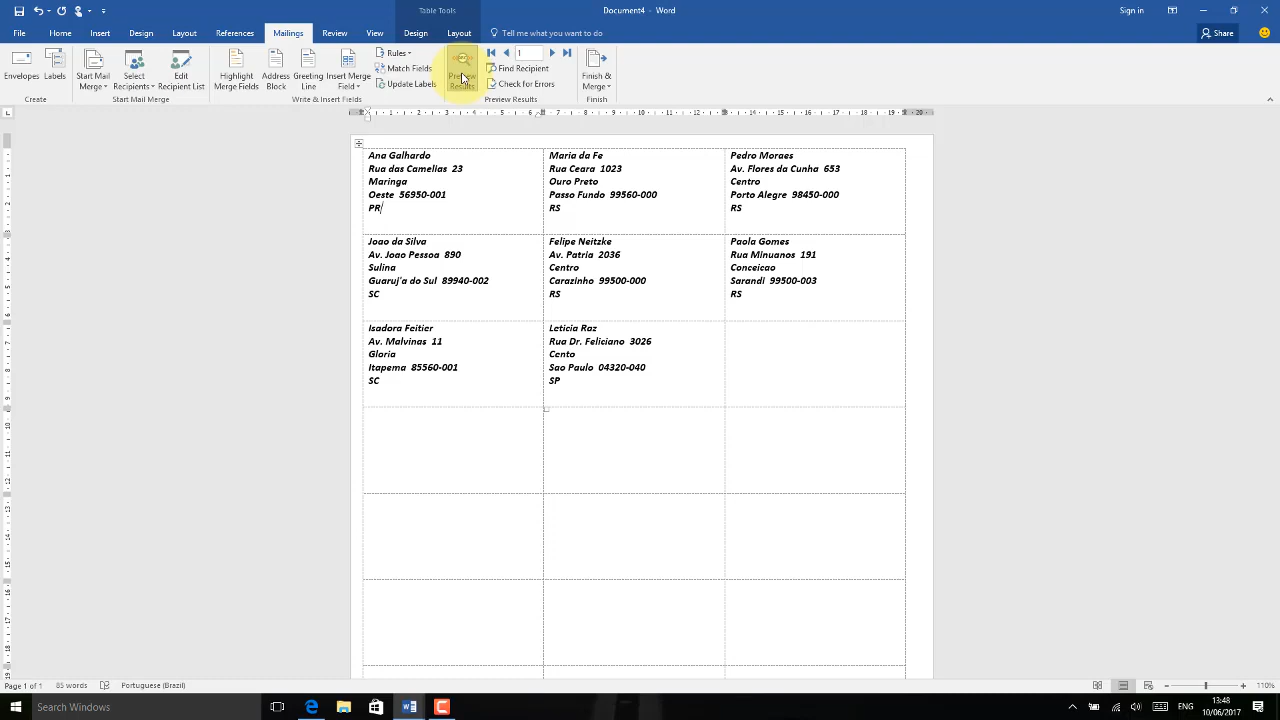 Table Tools
Document4 - Word
Sign in
File Home Insert Design Layout References Mailings Review View Design Layout Tell me what you want to do
Share
Envelopes
Labels
Start Mail Merge
Select Recipients
Edit Recipient List
Highlight Merge Fields
Address Block
Greeting Line
Insert Merge Field
Rules
Match Fields
Update Labels
Preview Results
1
Find Recipient
Check for Errors
Finish & Merge
Create
Start Mail Merge
Write & Insert Fields
Preview Results
Finish
Ana Galhardo
Rua das Camelias 23
Maringa
Oeste 56950-001
PR
Maria da Fe
Rua Ceara 1023
Ouro Preto
Passo Fundo 99560-000
RS
Pedro Moraes
Av. Flores da Cunha 653
Centro
Porto Alegre 98450-000
RS
Joao da Silva
Av. Joao Pessoa 890
Sulina
Guaruj'a do Sul 89940-002
SC
Felipe Neitzke
Av. Patria 2036
Centro
Carazinho 99500-000
RS
Paola Gomes
Rua Minuanos 191
Conceicao
Sarandi 99500-003
RS
Isadora Feitier
Av. Malvinas 11
Gloria
Itapema 85560-001
SC
Leticia Raz
Rua Dr. Feliciano 3026
Cento
Sao Paulo 04320-040
SP
Page 1 of 1 85 words Portuguese (Brazil)
110%
Search Windows
13:48
10/06/2017